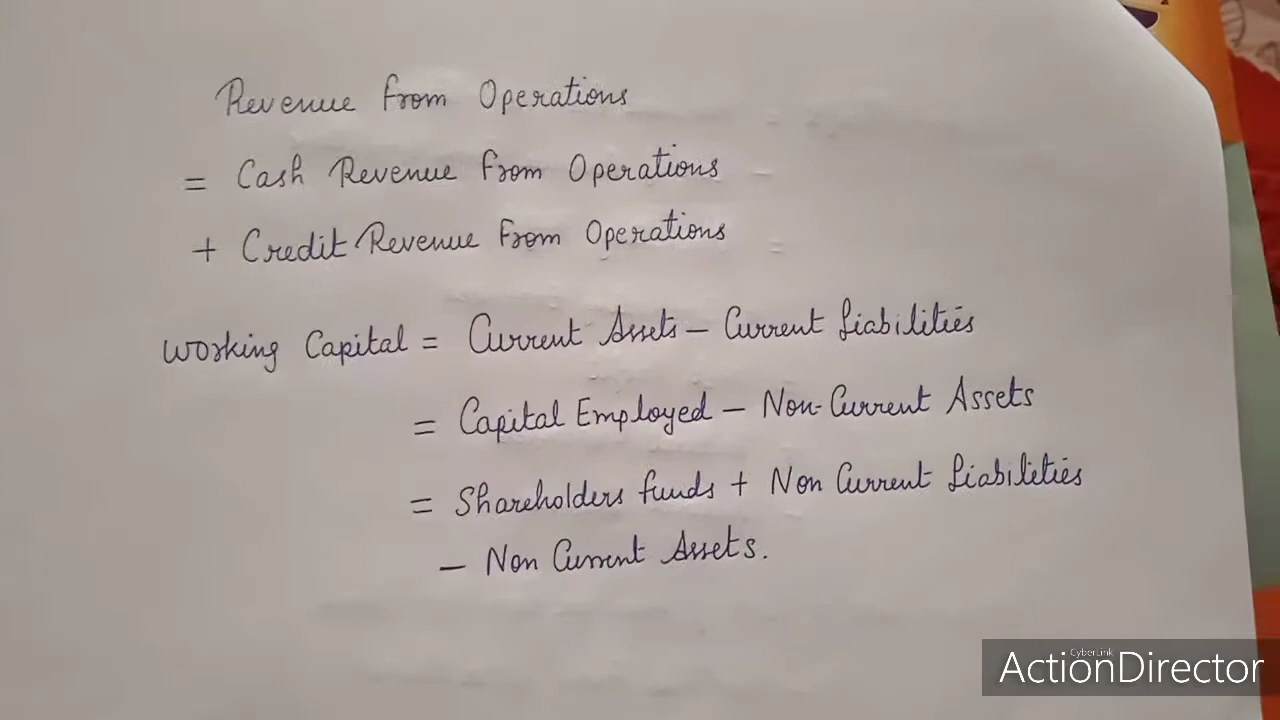 Revenue from Operations
= Cash Revenue from Operations
+ Credit Revenue from Operations
Working Capital = Current Assets – Current Liabilities
= Capital Employed – Non-Current Assets
= Shareholders funds + Non Current Liabilities
– Non Current Assets.
CyberLink
ActionDirector